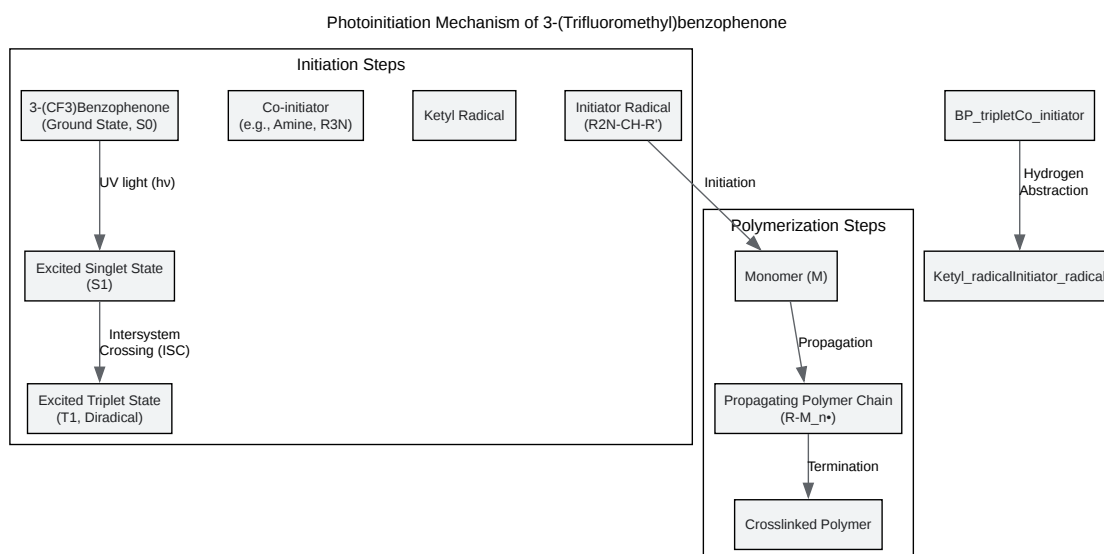 Photoinitiation Mechanism of 3-(Trifluoromethyl)benzophenone
Initiation Steps
3-(CF3)Benzophenone
(Ground State, S0)
Co-initiator
(e.g., Amine, R3N)
Ketyl Radical
Initiator Radical
(R2N-CH-R')
BP_tripletCo_initiator
UV light (hν)
Initiation
Hydrogen
Abstraction
Polymerization Steps
Excited Singlet State
(S1)
Monomer (M)
Ketyl_radicalInitiator_radical
Intersystem
Crossing (ISC)
Propagation
Excited Triplet State
(T1, Diradical)
Propagating Polymer Chain
(R-M_n•)
Termination
Crosslinked Polymer